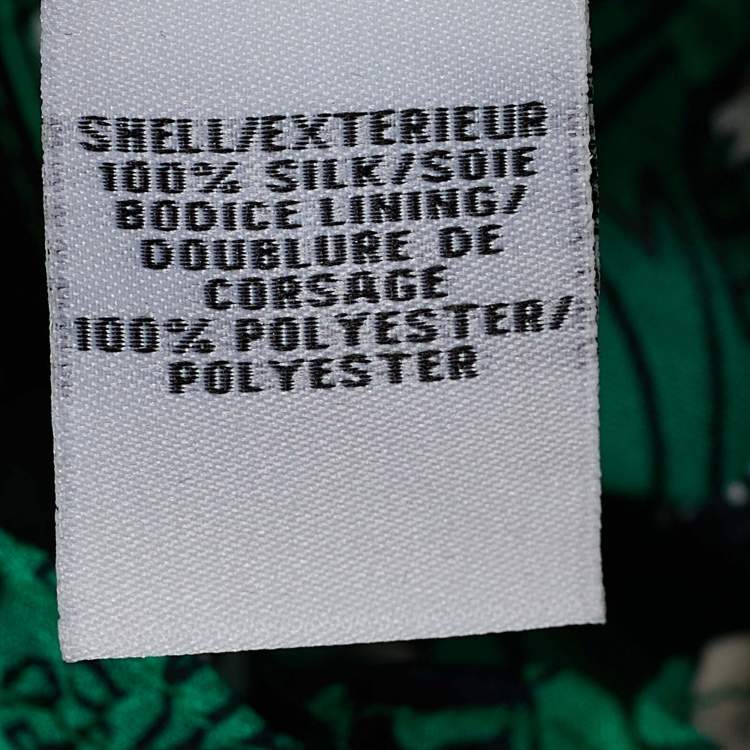 SHELL/EXTERIEUR
100% SILK/SOIE
BODICE LINING/
DOUBLURE DE
CORSAGE
100% POLYESTER/
POLYESTER